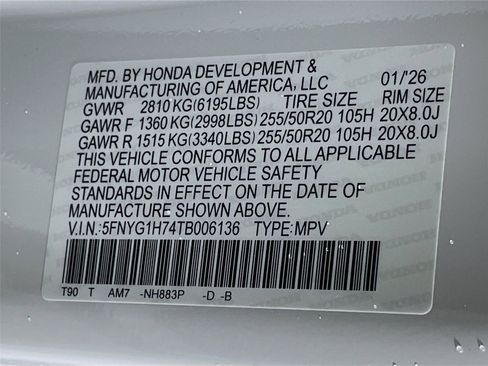 MFD. BY HONDA DEVELOPMENT &
MANUFACTURING OF AMERICA, LLC 01/'26
GVWR 2810 KG(6195LBS) TIRE SIZE RIM SIZE
GAWR F 1360 KG(2998LBS) 255/50R20 105H 20X8.0J
GAWR R 1515 KG(3340LBS) 255/50R20 105H 20X8.0J
THIS VEHICLE CONFORMS TO ALL APPLICABLE
FEDERAL MOTOR VEHICLE SAFETY
STANDARDS IN EFFECT ON THE DATE OF
MANUFACTURE SHOWN ABOVE.
V.I.N.:5FNYG1H74TB006136 TYPE:MPV
T90 T AM7 -NH883P -D -B